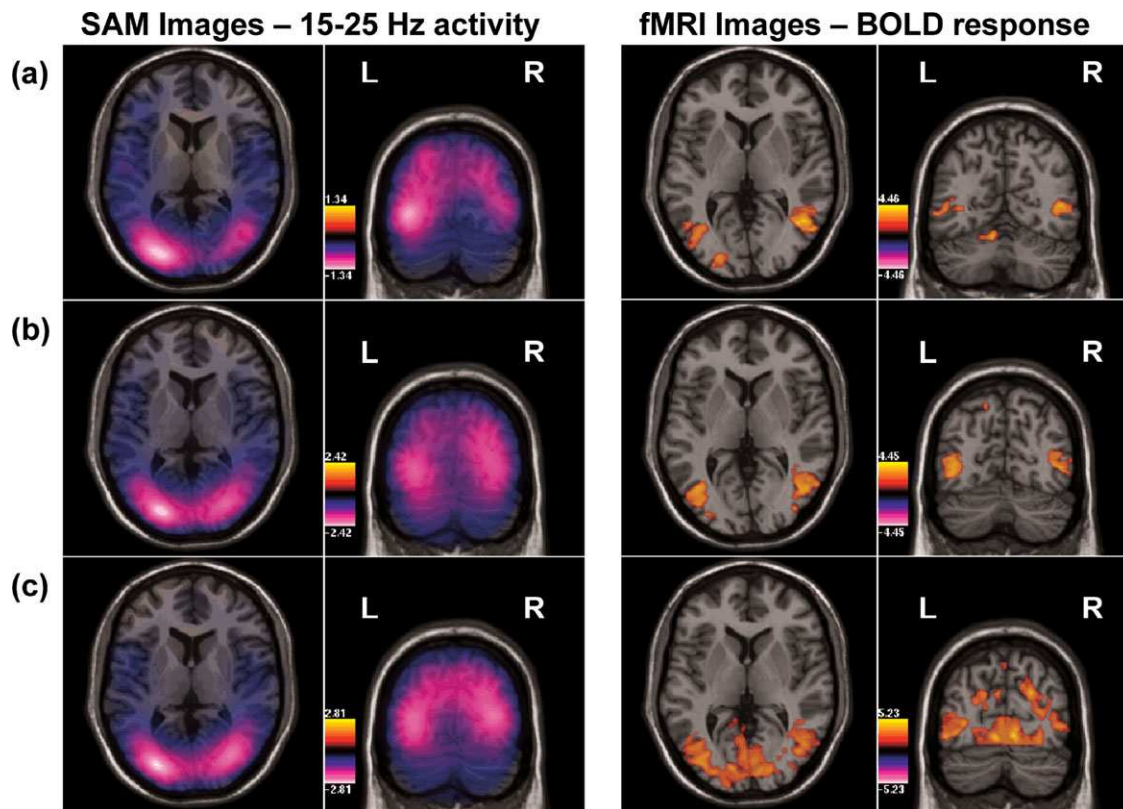 SAM Images – 15-25 Hz activity
fMRI Images – BOLD response
(a)
L
R
L
R
1.34
-1.34
4.46
-4.46
(b)
L
R
L
R
2.42
-2.42
4.45
-4.45
(c)
L
R
L
R
2.81
-2.81
5.23
-5.23